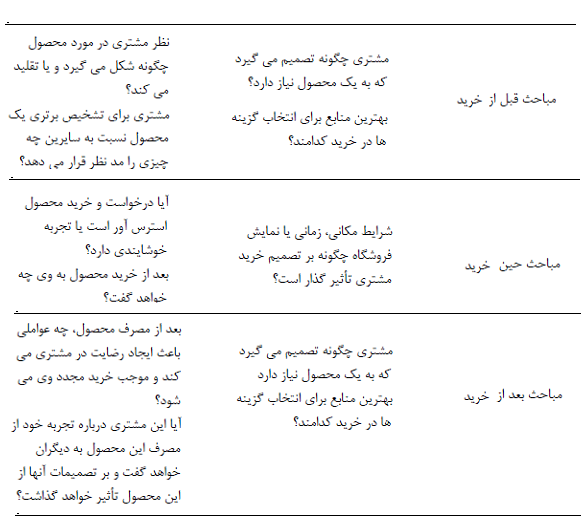 مباحث قبل از خرید
مشتری چگونه تصمیم می گیرد
که به یک محصول نیاز دارد؟
بهترین منابع برای انتخاب گزینه
ها در خرید کدامند؟
نظر مشتری در مورد محصول
چگونه شکل می گیرد و یا تقلید
می کند؟
مشتری برای تشخیص برتری یک
محصول نسبت به سایرین چه
چیزی را مد نظر قرار می دهد؟
مباحث حین خرید
شرایط مکانی، زمانی یا نمایش
فروشگاه چگونه بر تصمیم خرید
مشتری تأثیر گذار است؟
آیا درخواست و خرید محصول
استرس آور است یا تجربه
خوشایندی دارد؟
بعد از خرید محصول به وی چه
خواهد گفت؟
مباحث بعد از خرید
مشتری چگونه تصمیم می گیرد
که به یک محصول نیاز دارد
بهترین منابع برای انتخاب گزینه
ها در خرید کدامند؟
بعد از مصرف محصول، چه عواملی
باعث ایجاد رضایت در مشتری می
کند و موجب خرید مجدد وی می
شود؟
آیا این مشتری درباره تجربه خود از
مصرف این محصول به دیگران
خواهد گفت و بر تصمیمات آنها از
این محصول تأثیر خواهد گذاشت؟